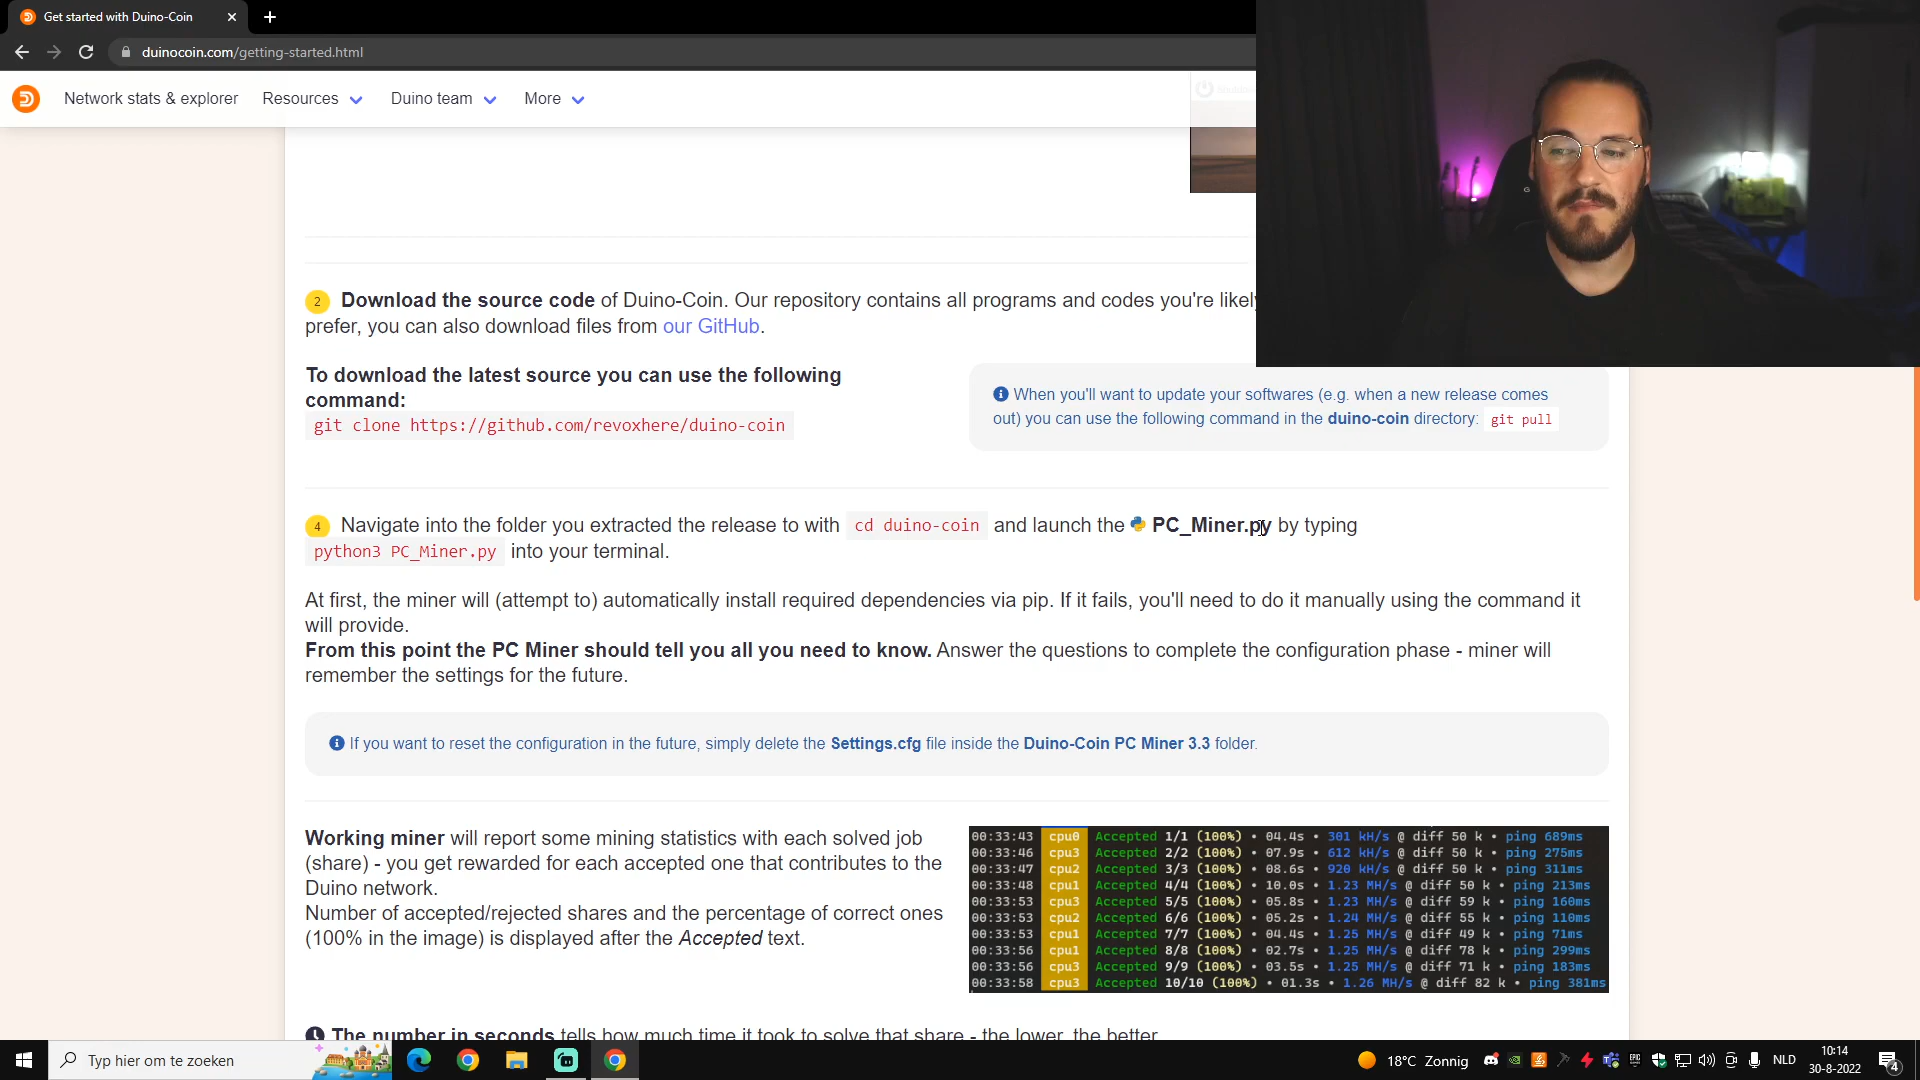 Get started with Duino-Coin
duinocoin.com/getting-started.html
Network stats & explorer Resources Duino team More
2 Download the source code of Duino-Coin. Our repository contains all programs and codes you're likely
prefer, you can also download files from our GitHub.
To download the latest source you can use the following
command:
git clone https://github.com/revoxhere/duino-coin
When you'll want to update your softwares (e.g. when a new release comes
out) you can use the following command in the duino-coin directory: git pull
4 Navigate into the folder you extracted the release to with cd duino-coin and launch the PC_Miner.py by typing
python3 PC_Miner.py into your terminal.
At first, the miner will (attempt to) automatically install required dependencies via pip. If it fails, you'll need to do it manually using the command it
will provide.
From this point the PC Miner should tell you all you need to know. Answer the questions to complete the configuration phase - miner will
remember the settings for the future.
If you want to reset the configuration in the future, simply delete the Settings.cfg file inside the Duino-Coin PC Miner 3.3 folder.
Working miner will report some mining statistics with each solved job
(share) - you get rewarded for each accepted one that contributes to the
Duino network.
Number of accepted/rejected shares and the percentage of correct ones
(100% in the image) is displayed after the Accepted text.
00:33:43 cpu0 Accepted 1/1 (100%) • 04.4s • 301 kH/s @ diff 50 k • ping 689ms
00:33:46 cpu3 Accepted 2/2 (100%) • 07.9s • 612 kH/s @ diff 50 k • ping 275ms
00:33:47 cpu2 Accepted 3/3 (100%) • 08.6s • 920 kH/s @ diff 50 k • ping 311ms
00:33:48 cpu1 Accepted 4/4 (100%) • 10.0s • 1.23 MH/s @ diff 50 k • ping 213ms
00:33:53 cpu3 Accepted 5/5 (100%) • 05.8s • 1.23 MH/s @ diff 59 k • ping 160ms
00:33:53 cpu2 Accepted 6/6 (100%) • 05.2s • 1.24 MH/s @ diff 55 k • ping 110ms
00:33:53 cpu1 Accepted 7/7 (100%) • 04.4s • 1.25 MH/s @ diff 49 k • ping 71ms
00:33:56 cpu1 Accepted 8/8 (100%) • 02.7s • 1.25 MH/s @ diff 78 k • ping 299ms
00:33:56 cpu3 Accepted 9/9 (100%) • 03.5s • 1.25 MH/s @ diff 71 k • ping 183ms
00:33:58 cpu3 Accepted 10/10 (100%) • 01.3s • 1.26 MH/s @ diff 82 k • ping 381ms
The number in seconds tells how much time it took to solve that share - the lower, the better.
Typ hier om te zoeken
18°C Zonnig
NLD
10:14
30-8-2022
4